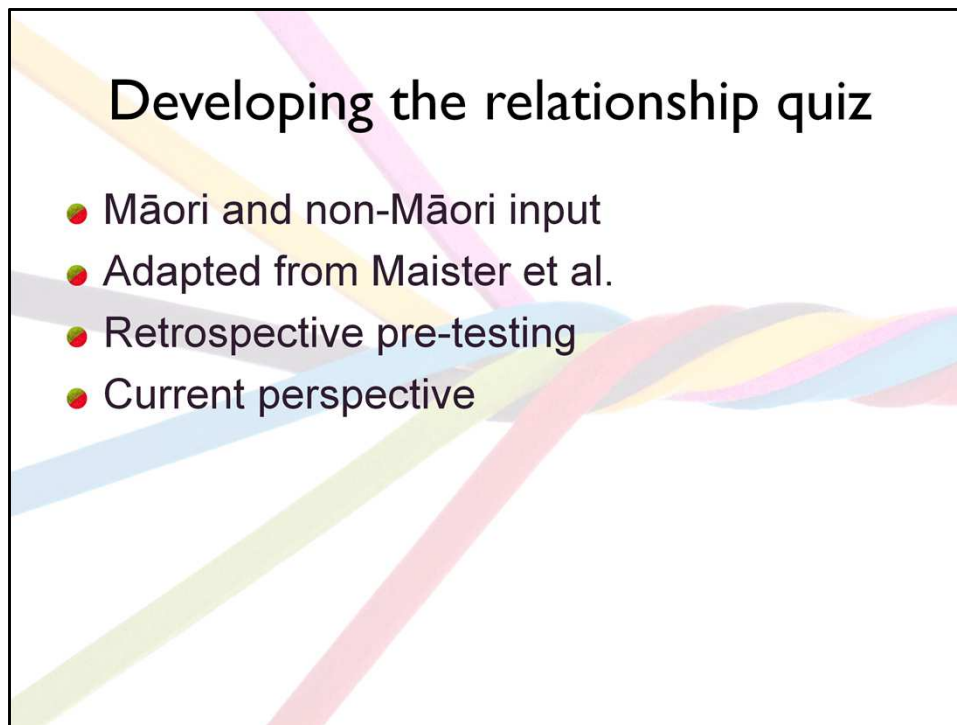 Developing the relationship quiz
Māori and non-Māori input
Adapted from Maister et al.
Retrospective pre-testing
Current perspective